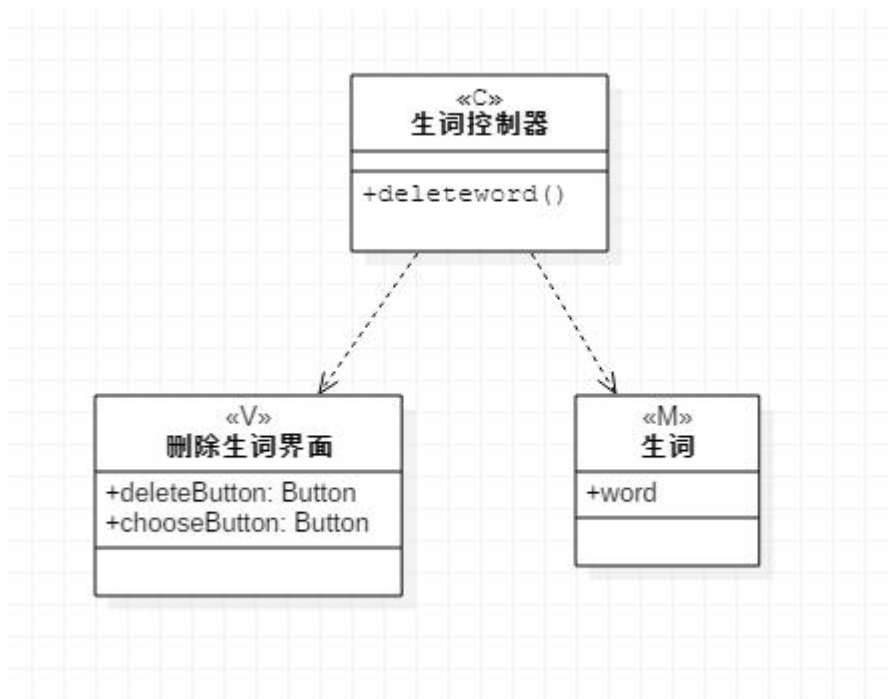 «C»
生词控制器
+deleteword()
«V»
删除生词界面
+deleteButton: Button
+chooseButton: Button
«M»
生词
+word